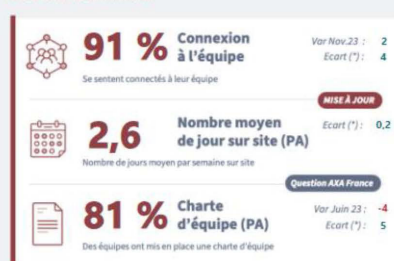 91 % Connexion à l'équipe
Var Nov.23 : 2
Ecart (*) : 4
Se sentent connectés à leur équipe
MISE À JOUR
2,6 Nombre moyen de jour sur site (PA)
Ecart (*) : 0,2
Nombre de jours moyen par semaine sur site
Question AXA France
81 % Charte d'équipe (PA)
Var Juin 23 : -4
Ecart (*) : 5
Des équipes ont mis en place une charte d'équipe